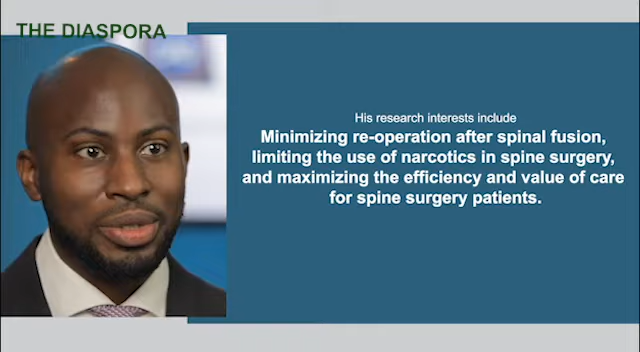 THE DIASPORA
His research interests include
Minimizing re-operation after spinal fusion,
limiting the use of narcotics in spine surgery,
and maximizing the efficiency and value of care
for spine surgery patients.